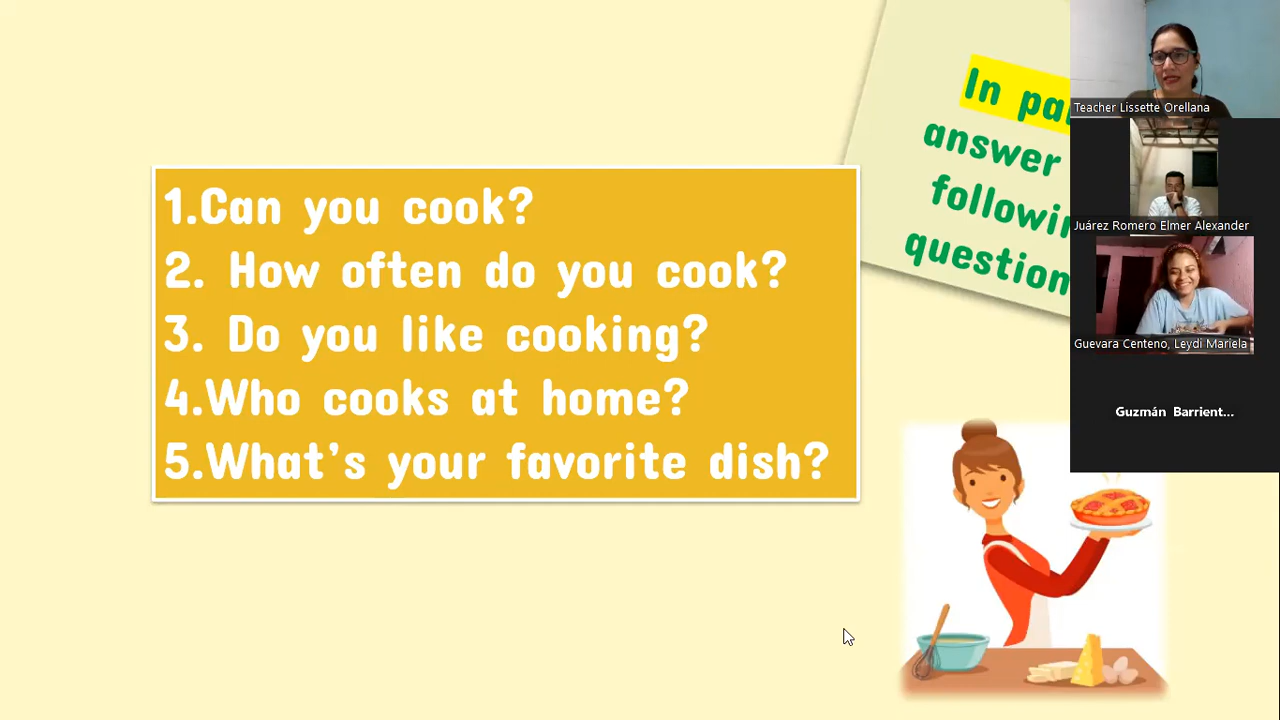 1.Can you cook?
2. How often do you cook?
3. Do you like cooking?
4.Who cooks at home?
5.What's your favorite dish?
In
answer
question
Teacher Lissette Orellana
Juárez Romero Elmer Alexander
Guevara Centeno, Leydi Mariela
Guzmán Barrient...